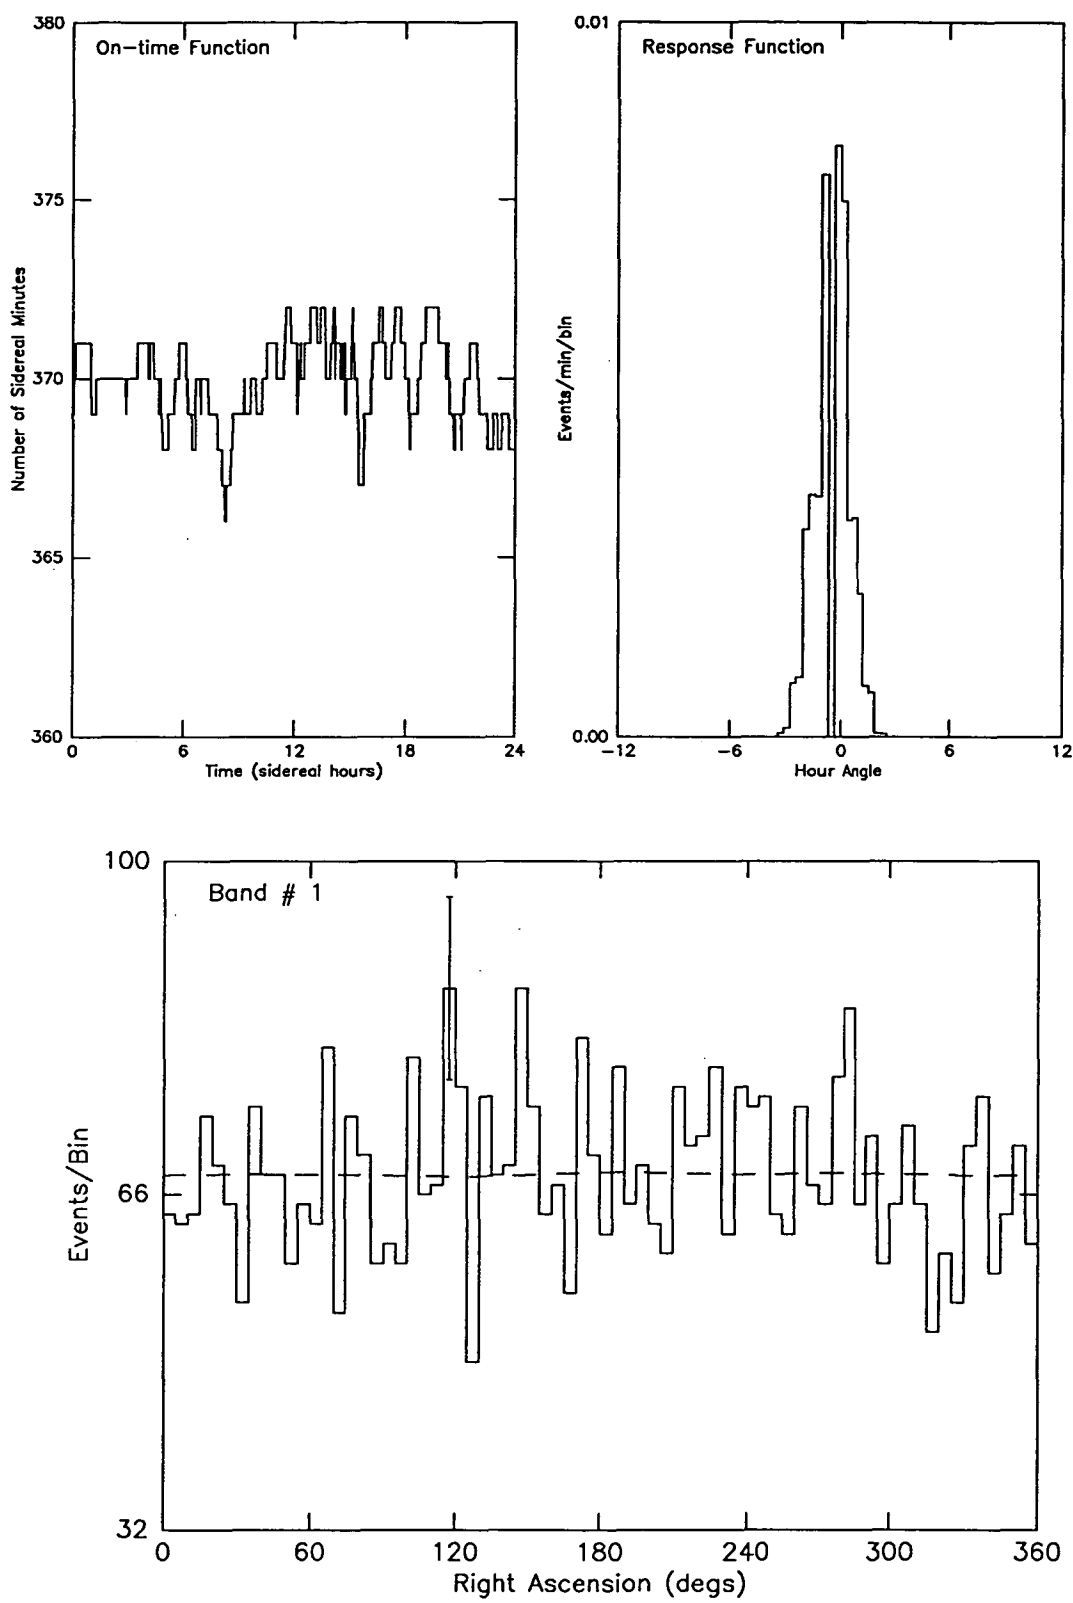 On-time Function
380
375
370
365
360
Number of Sidereal Minutes
0 6 12 18 24
Time (sidereal hours)
Response Function
0.01
0.00
Events/min/bin
-12 -6 0 6 12
Hour Angle
Band # 1
100
66
32
Events/Bin
0 60 120 180 240 300 360
Right Ascension (degs)